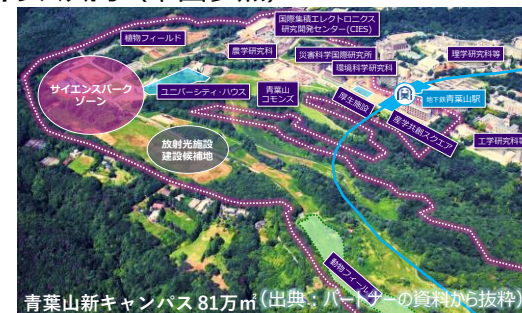 国際集積エレクトロニクス
研究開発センター(CIES)
植物フィールド
農学研究科
災害科学国際研究所
環境科学研究科
理学研究科等
サイエンスパーク
ゾーン
ユニバーシティ・ハウス
青葉山
コモンズ
厚生施設
地下鉄青葉山駅
産学共創スクエア
工学研究科等
放射光施設
建設候補地
動物フィールド
青葉山新キャンパス 81万㎡(出典：パートナーの資料から抜粋)